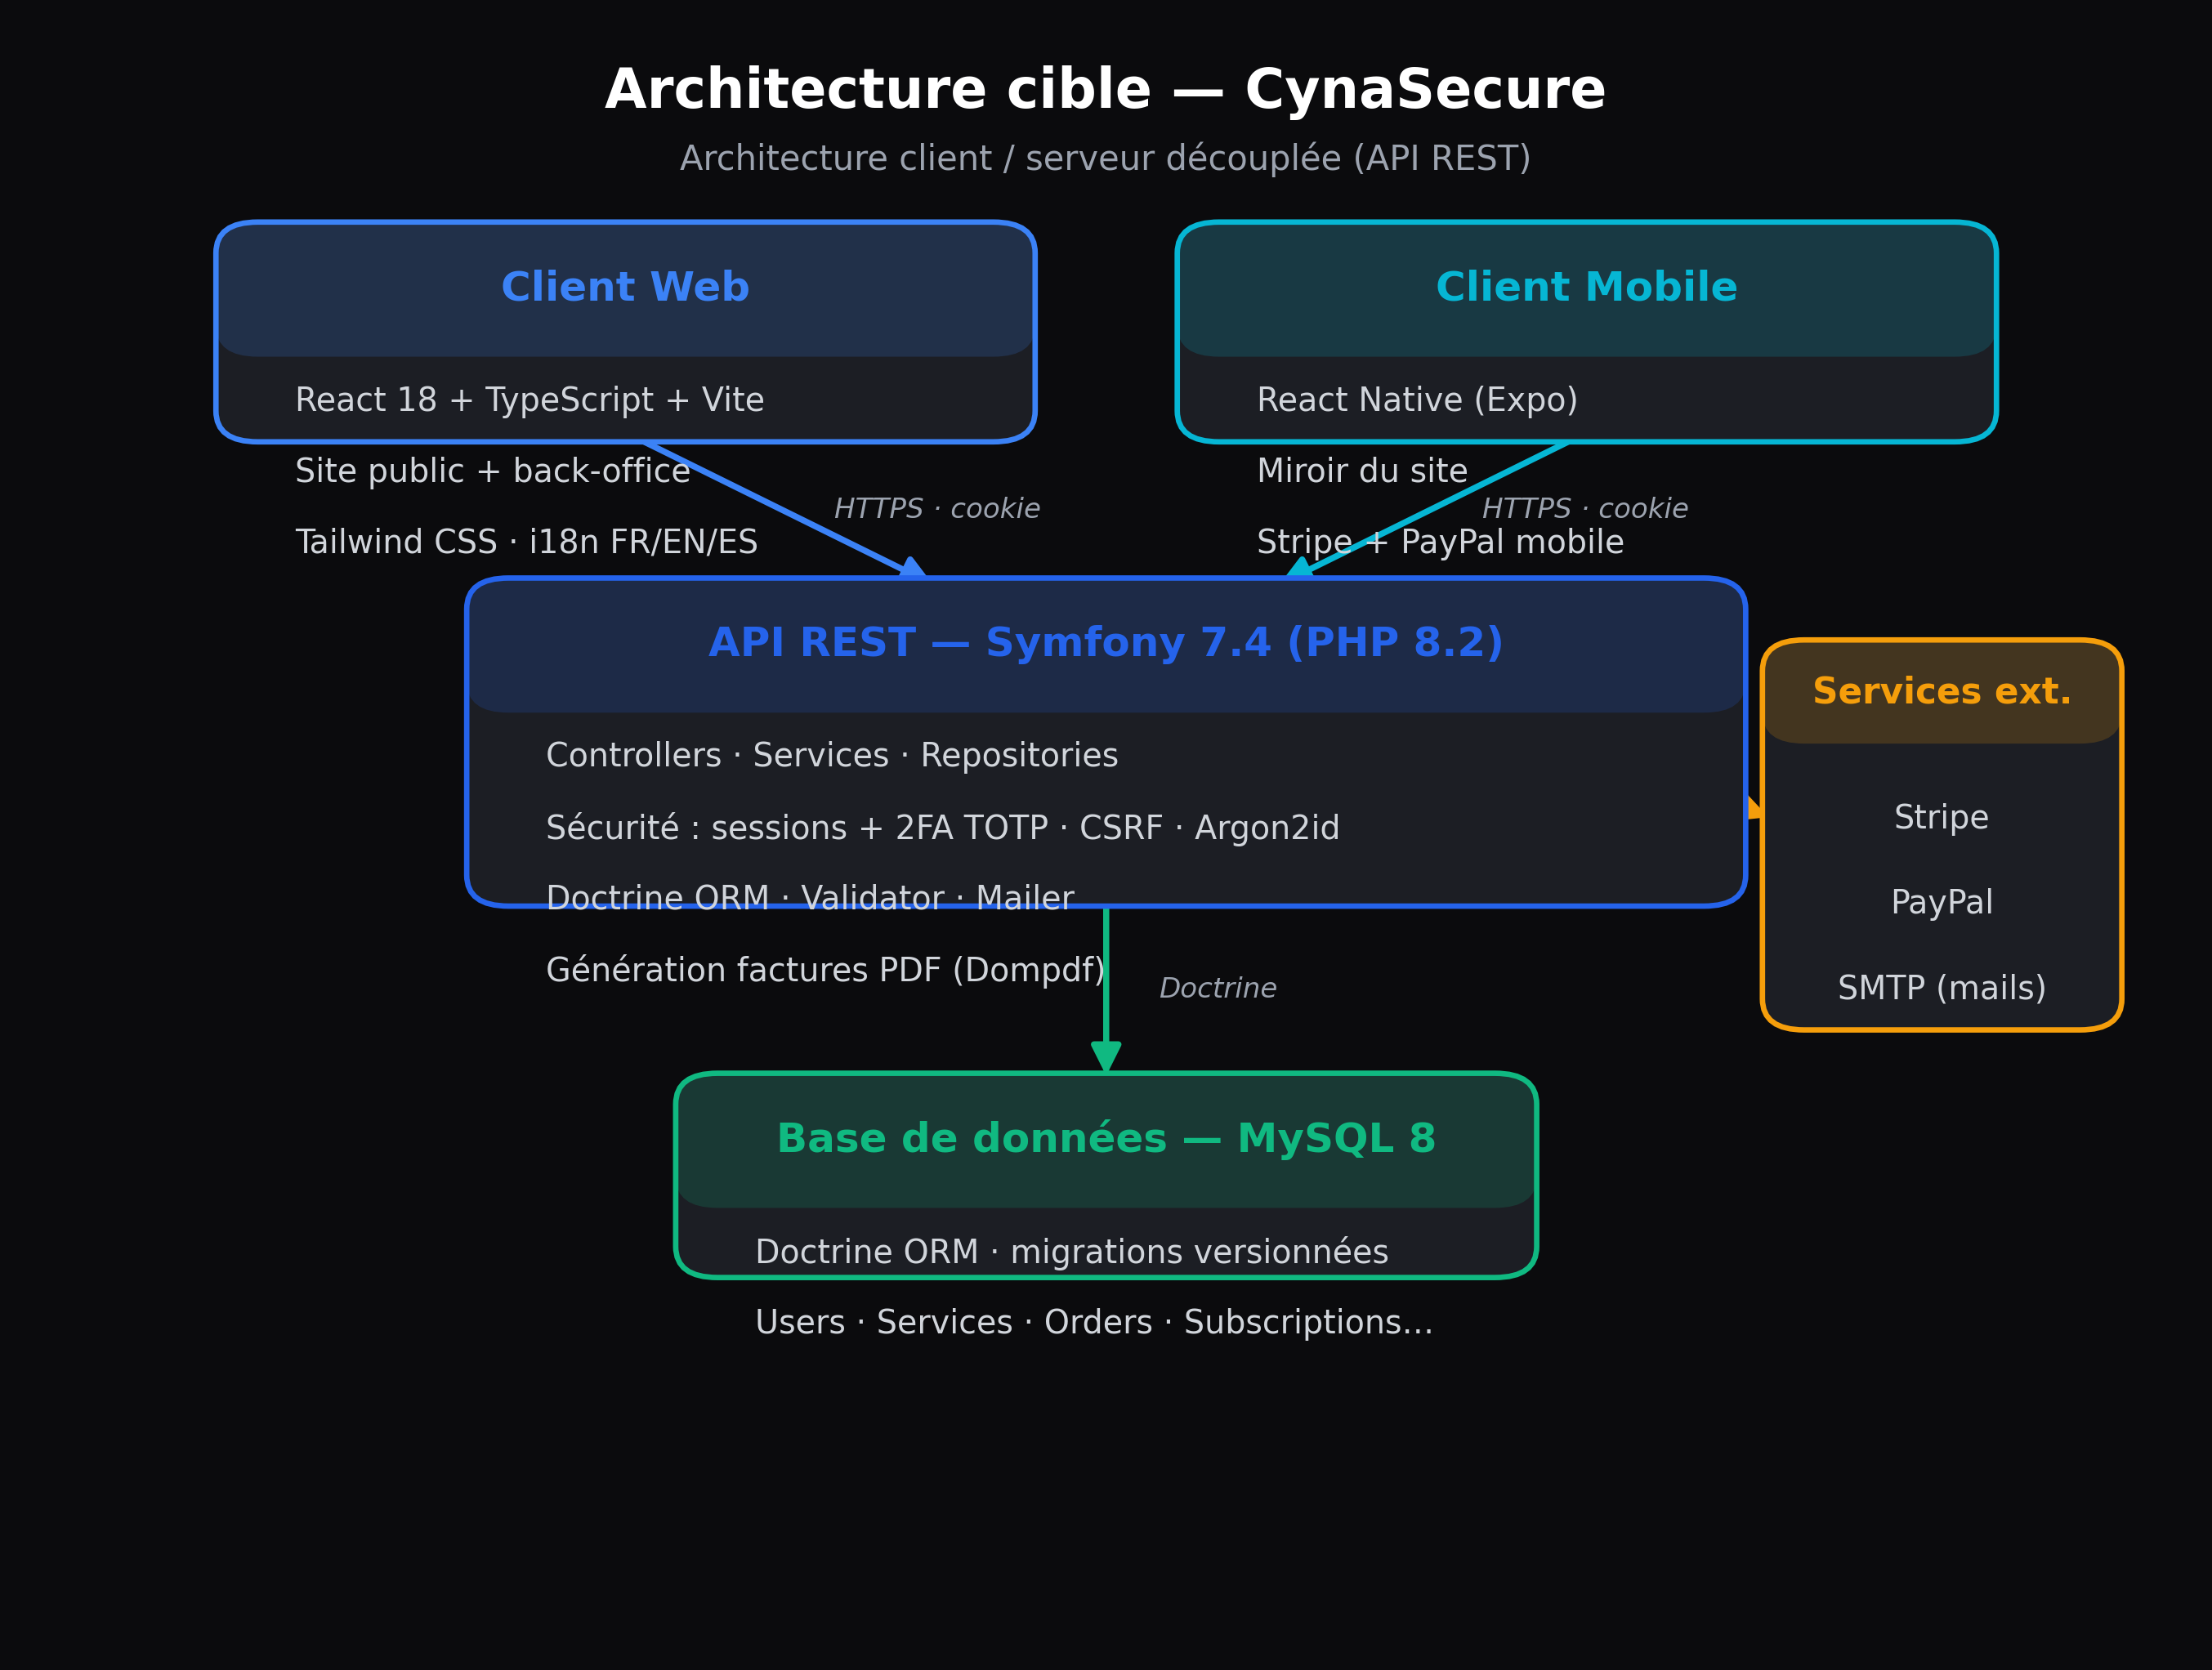 Architecture cible — CynaSecure
Architecture client / serveur découplée (API REST)
Client Web
React 18 + TypeScript + Vite
Site public + back-office
Tailwind CSS · i18n FR/EN/ES
Client Mobile
React Native (Expo)
Miroir du site
Stripe + PayPal mobile
HTTPS · cookie
HTTPS · cookie
API REST — Symfony 7.4 (PHP 8.2)
Controllers · Services · Repositories
Sécurité : sessions + 2FA TOTP · CSRF · Argon2id
Doctrine ORM · Validator · Mailer
Génération factures PDF (Dompdf)
Services ext.
Stripe
PayPal
SMTP (mails)
Doctrine
Base de données — MySQL 8
Doctrine ORM · migrations versionnées
Users · Services · Orders · Subscriptions...